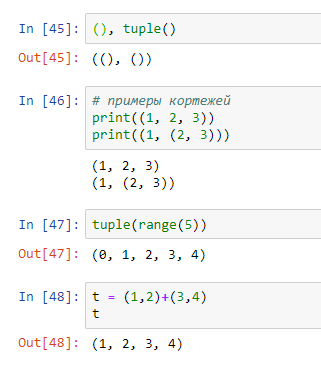 In [45]: (), tuple()
Out[45]: ((), ())
In [46]: # примеры кортежей
print((1, 2, 3))
print((1, (2, 3)))
(1, 2, 3)
(1, (2, 3))
In [47]: tuple(range(5))
Out[47]: (0, 1, 2, 3, 4)
In [48]: t = (1,2)+(3,4)
t
Out[48]: (1, 2, 3, 4)